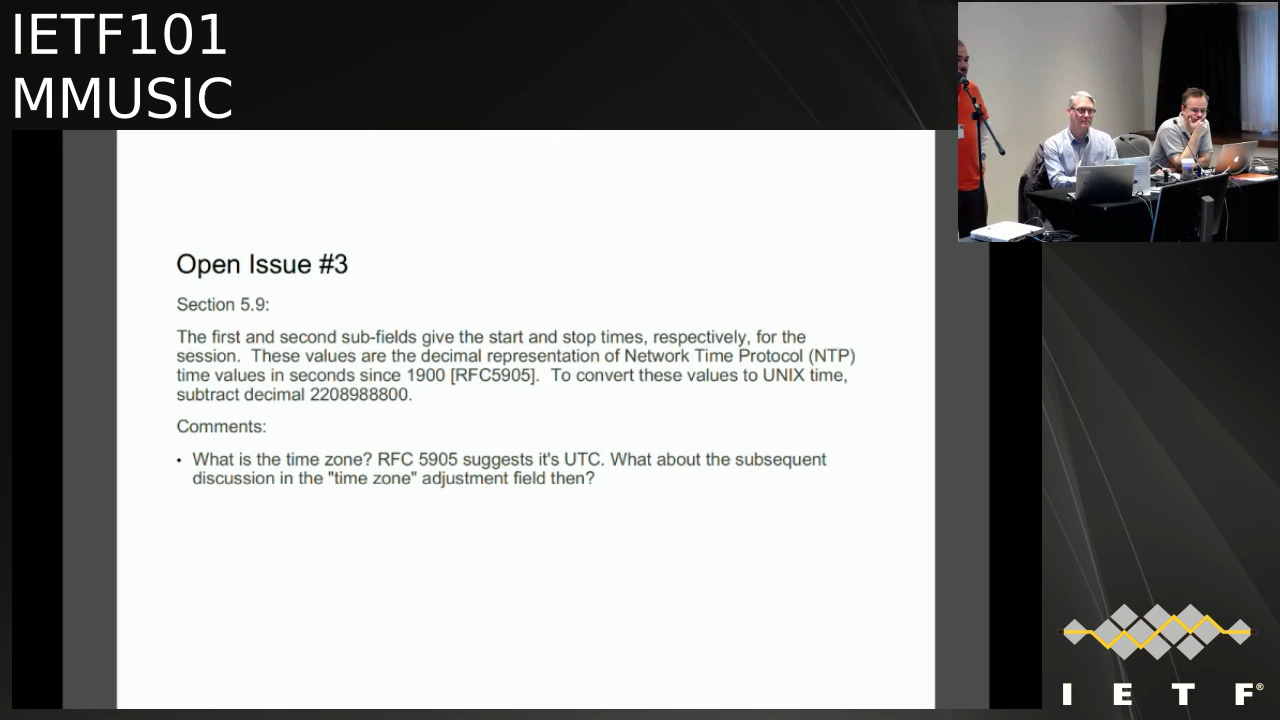 IETF101
MMUSIC
Open Issue #3
Section 5.9:
The first and second sub-fields give the start and stop times, respectively, for the
session.  These values are the decimal representation of Network Time Protocol (NTP)
time values in seconds since 1900 [RFC5905].  To convert these values to UNIX time,
subtract decimal 2208988800.
Comments:
• What is the time zone? RFC 5905 suggests it's UTC. What about the subsequent
discussion in the "time zone" adjustment field then?
I E T F®